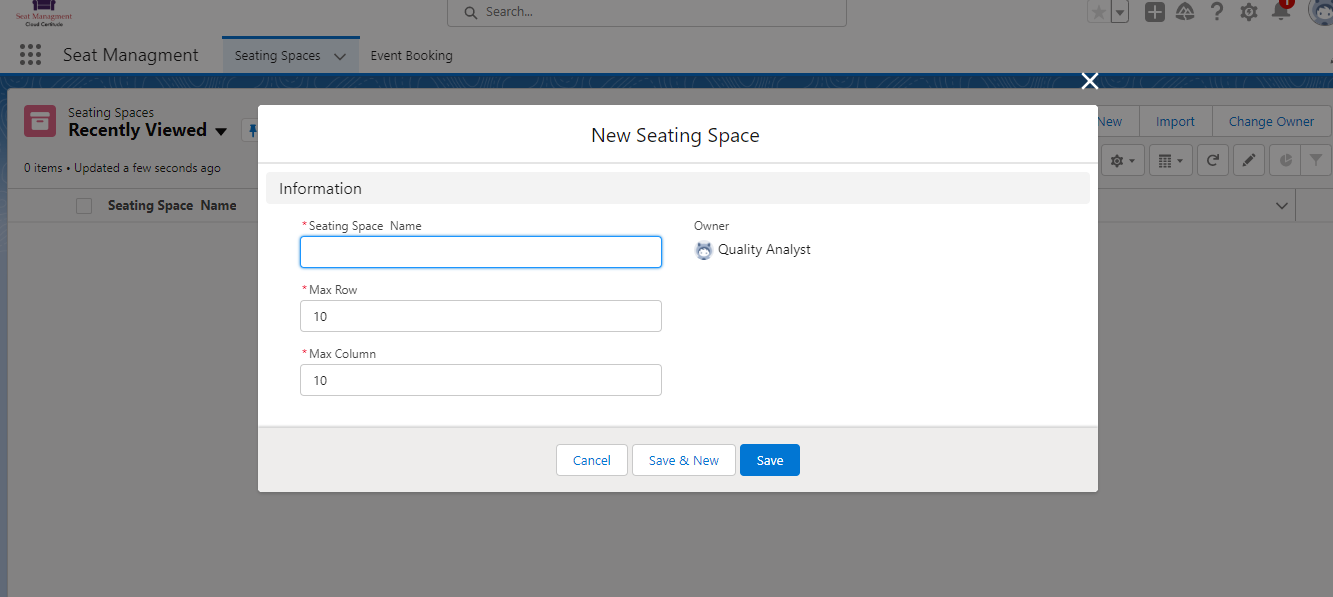 Seat Managment
Cloud Certitude
Search...
1
Seat Managment
Seating Spaces
Event Booking
Seating Spaces
Recently Viewed
New
Import
Change Owner
0 items • Updated a few seconds ago
Seating Space Name
New Seating Space
Information
*Seating Space Name
Owner
Quality Analyst
*Max Row
10
*Max Column
10
Cancel
Save & New
Save